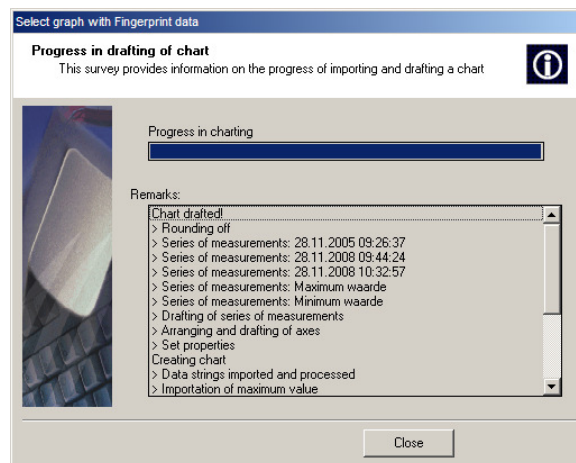 Select graph with Fingerprint data
Progress in drafting of chart
This survey provides information on the progress of importing and drafting a chart
Progress in charting
Remarks:
Chart drafted!
> Rounding off
> Series of measurements: 28.11.2005 09:26:37
> Series of measurements: 28.11.2008 09:44:24
> Series of measurements: 28.11.2008 10:32:57
> Series of measurements: Maximum waarde
> Series of measurements: Minimum waarde
> Drafting of series of measurements
> Arranging and drafting of axes
> Set properties
Creating chart
> Data strings imported and processed
> Importation of maximum value
Close